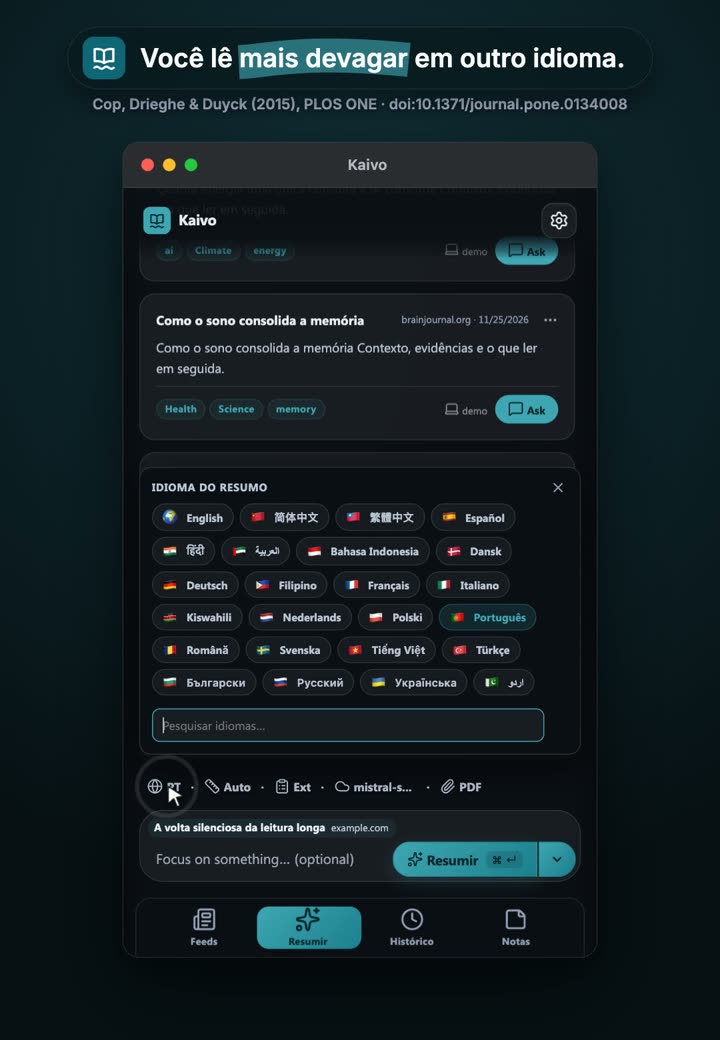 Você lê mais devagar em outro idioma.
Cop, Drieghe & Duyck (2015), PLOS ONE · doi:10.1371/journal.pone.0134008
Kaivo
ler em seguida.
Kaivo
ai Climate energy demo Ask
Como o sono consolida a memória brainjournal.org · 11/25/2026
Como o sono consolida a memória Contexto, evidências e o que ler
em seguida.
Health Science memory demo Ask
IDIOMA DO RESUMO
English 简体中文 繁體中文 Español
हिंदी العربية Bahasa Indonesia Dansk
Deutsch Filipino Français Italiano
Kiswahili Nederlands Polski Português
Română Svenska Tiếng Việt Türkçe
Български Русский Українська اردو
Pesquisar idiomas...
PT · Auto · Ext · mistral-s... · PDF
A volta silenciosa da leitura longa example.com
Focus on something... (optional) Resumir ⌘ ↵
Feeds Resumir Histórico Notas